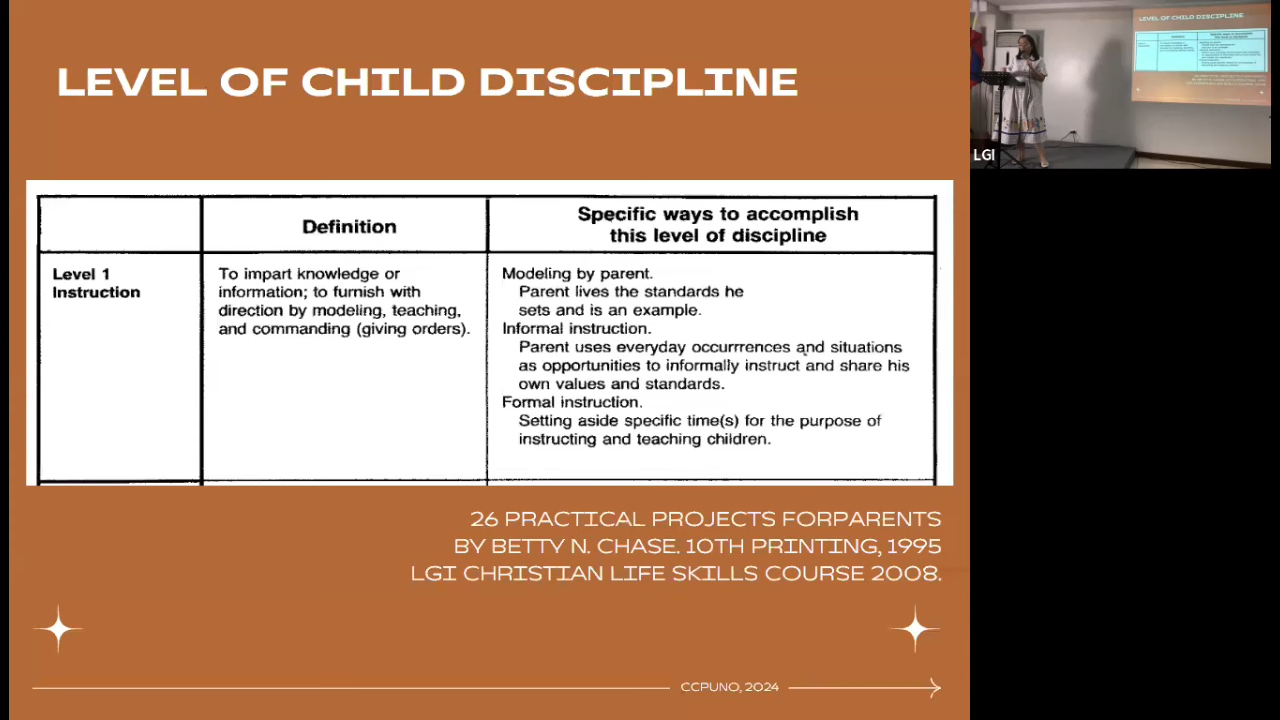 LEVEL OF CHILD DISCIPLINE
Definition
Specific ways to accomplish
this level of discipline
Level 1
Instruction
To impart knowledge or
information; to furnish with
direction by modeling, teaching,
and commanding (giving orders).
Modeling by parent.
Parent lives the standards he
sets and is an example.
Informal instruction.
Parent uses everyday occurrrences and situations
as opportunities to informally instruct and share his
own values and standards.
Formal instruction.
Setting aside specific time(s) for the purpose of
instructing and teaching children.
26 PRACTICAL PROJECTS FORPARENTS
BY BETTY N. CHASE. 10TH PRINTING, 1995
LGI CHRISTIAN LIFE SKILLS COURSE 2008.
CCPUNO, 2024
LEVEL OF CHILD DISCIPLINE
LGI